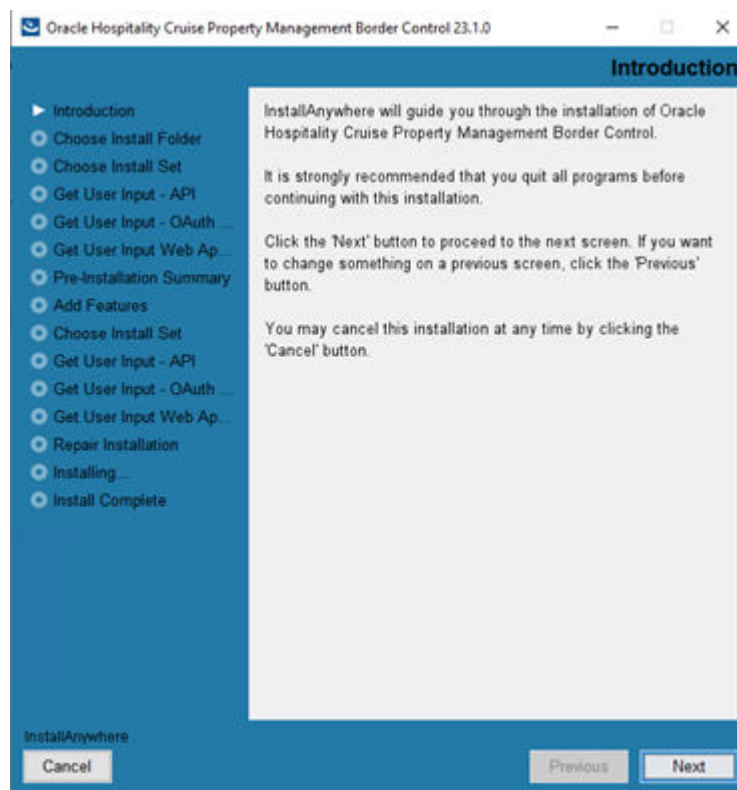 Oracle Hospitality Cruise Property Management Border Control 23.1.0
Introduction
Introduction
Choose Install Folder
Choose Install Set
Get User Input - API
Get User Input - OAuth ...
Get User Input Web Ap...
Pre-Installation Summary
Add Features
Choose Install Set
Get User Input - API
Get User Input - OAuth ...
Get User Input Web Ap...
Repair Installation
Installing...
Install Complete
InstallAnywhere will guide you through the installation of Oracle
Hospitality Cruise Property Management Border Control.
It is strongly recommended that you quit all programs before
continuing with this installation.
Click the 'Next' button to proceed to the next screen. If you want
to change something on a previous screen, click the 'Previous'
button.
You may cancel this installation at any time by clicking the
'Cancel' button.
InstallAnywhere
Cancel
Previous
Next